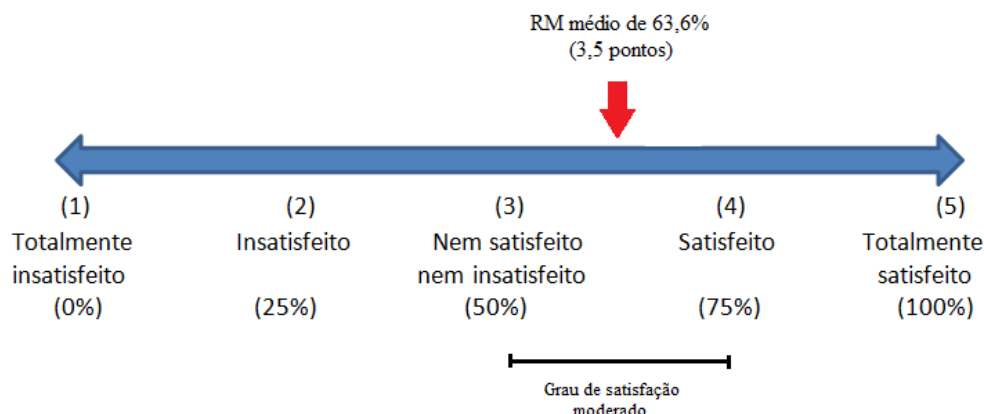 RM médio de 63,6%
(3,5 pontos)
(1) (2) (3) (4) (5)
Totalmente Insatisfeito Nem satisfeito Satisfeito Totalmente
insatisfeito nem insatisfeito satisfeito
(0%) (25%) (50%) (75%) (100%)
Grau de satisfação
moderado